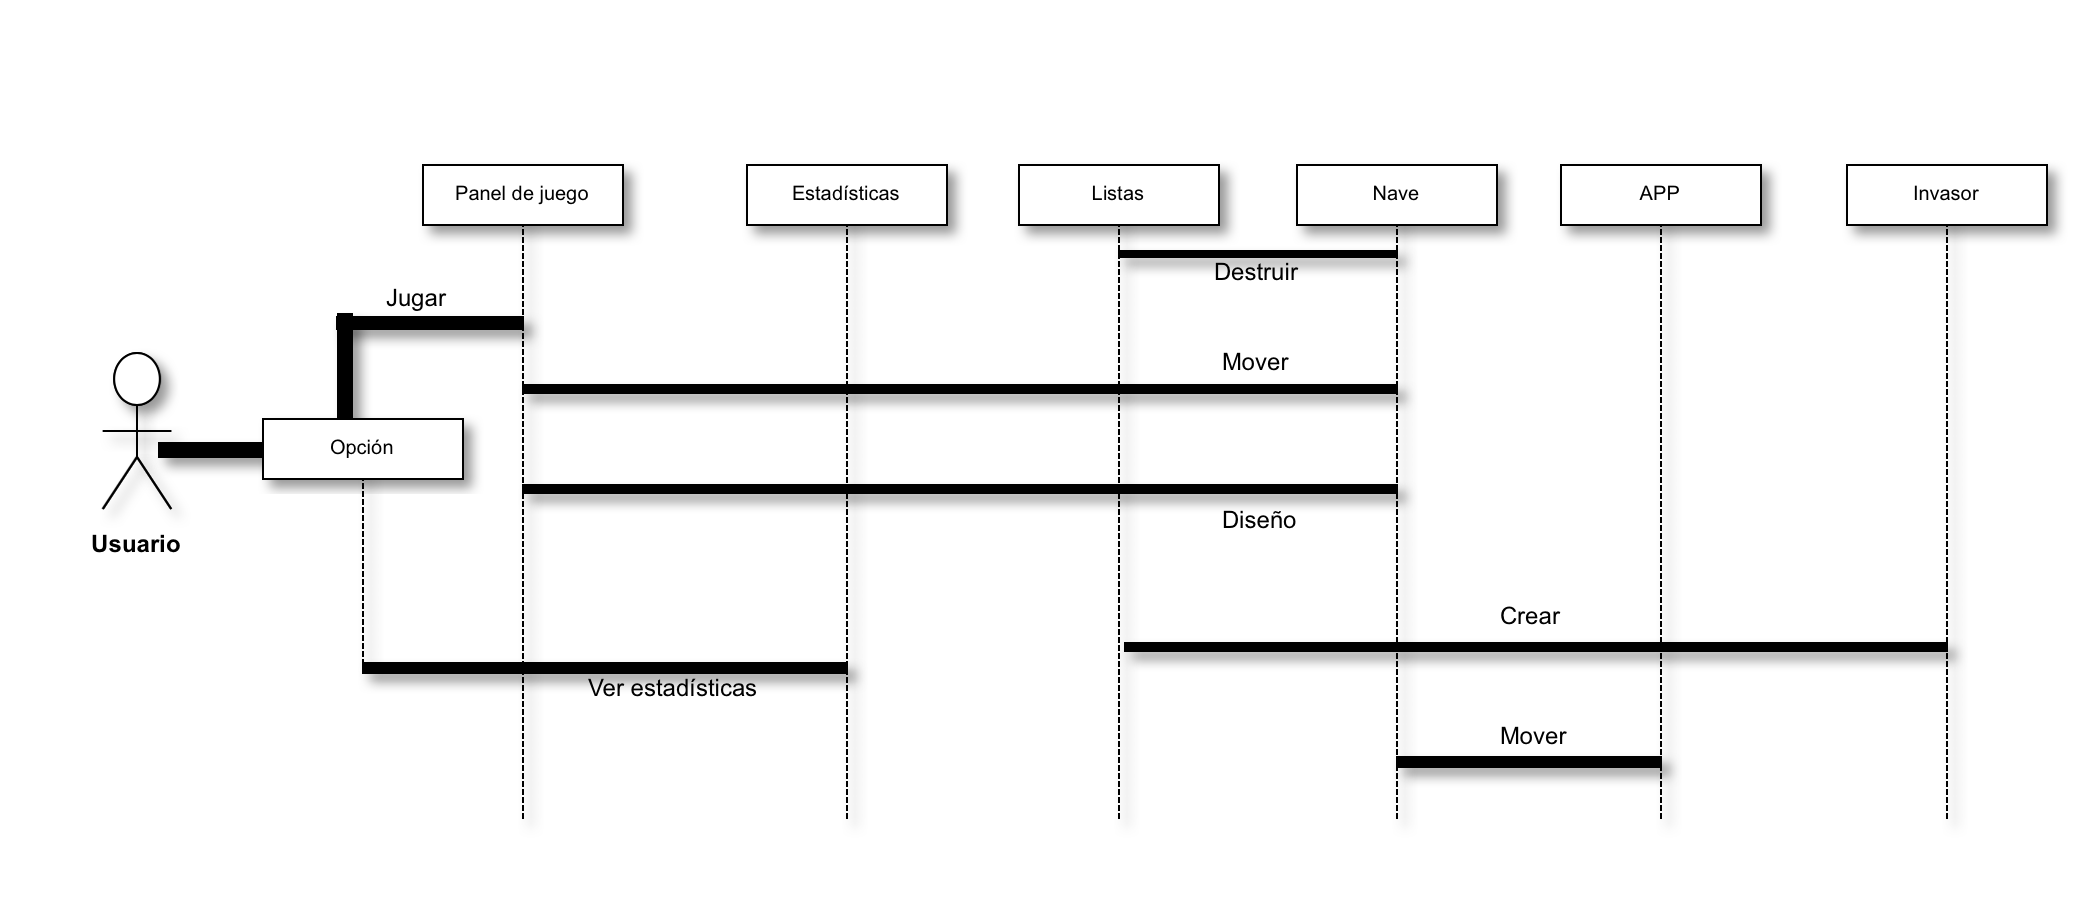 Panel de juego
Estadísticas
Listas
Nave
APP
Invasor
Destruir
Jugar
Mover
Opción
Diseño
Usuario
Crear
Ver estadísticas
Mover